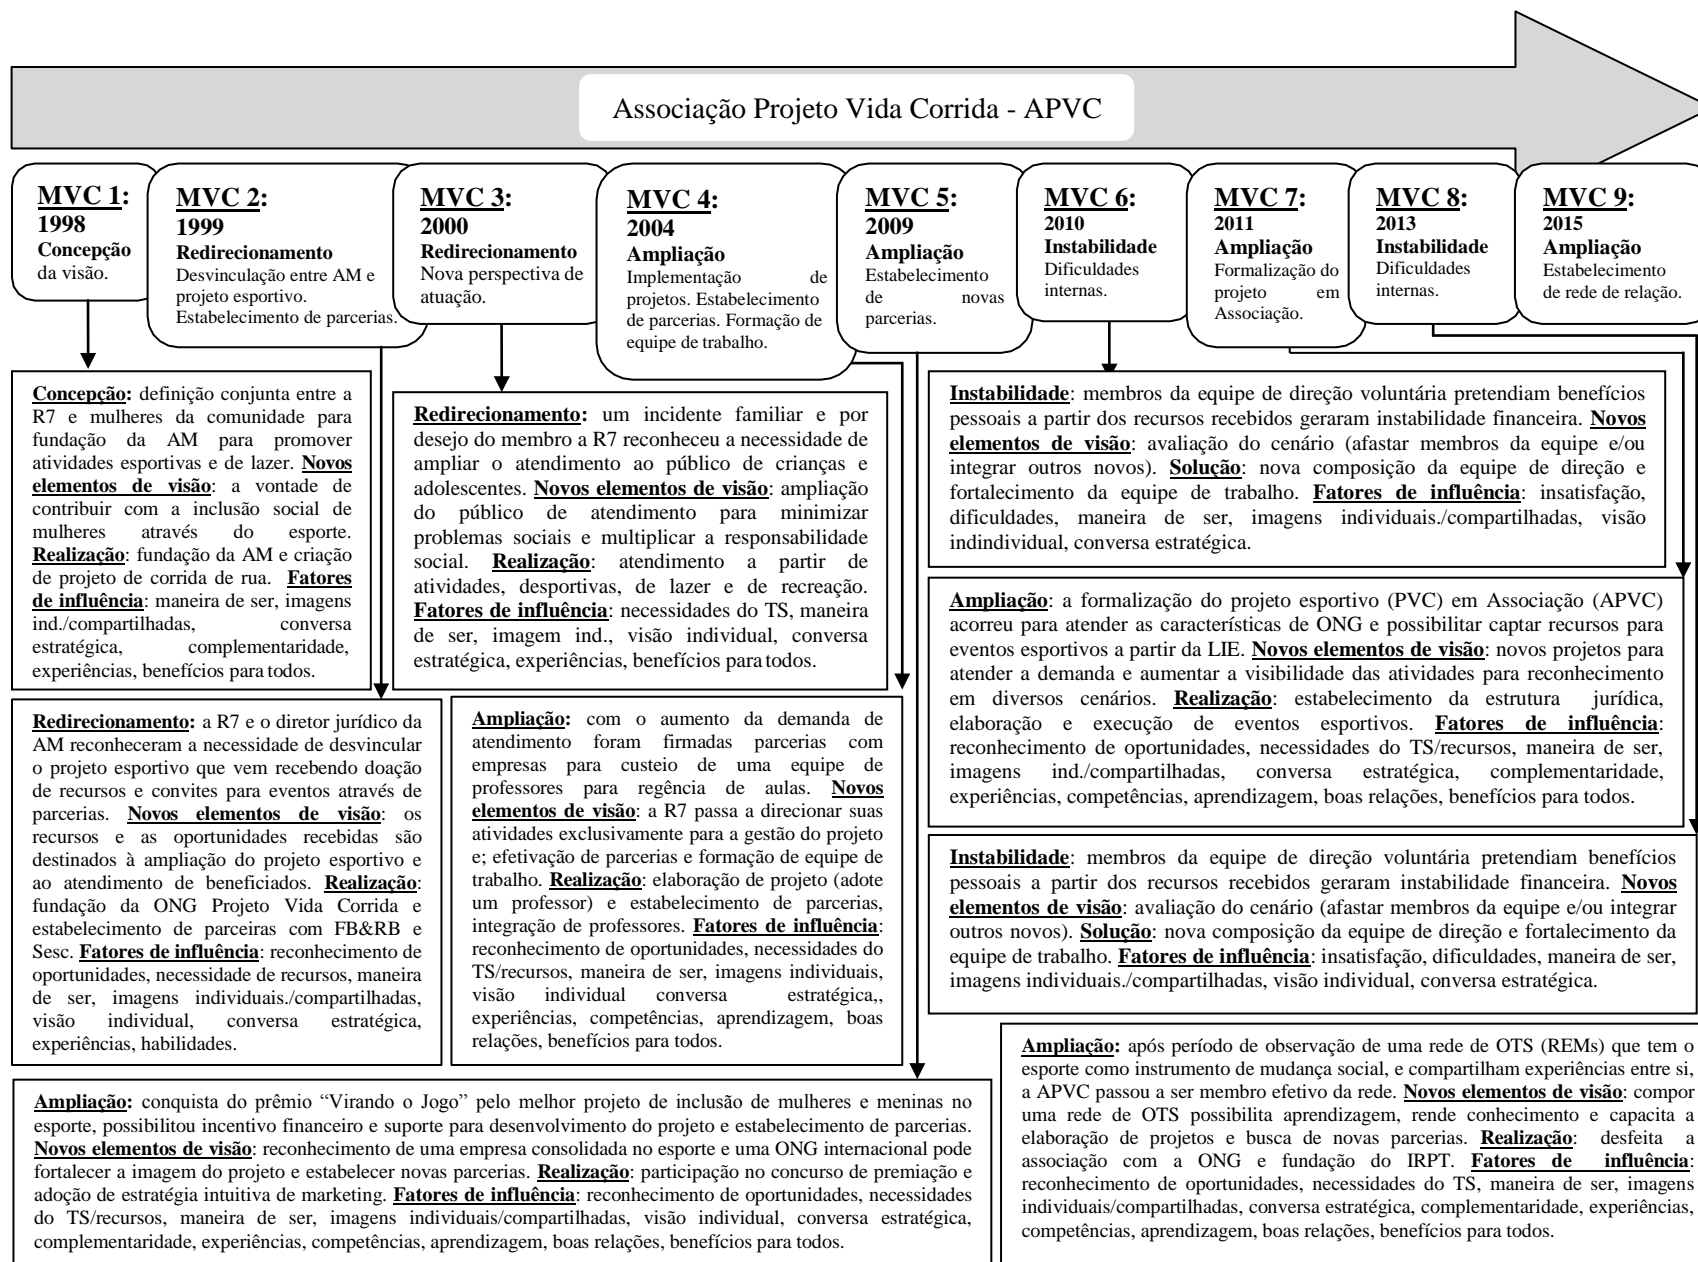 Associação Projeto Vida Corrida - APVC
MVC 1:
1998
Concepção
da visão.
MVC 2:
1999
Redirecionamento
Desvinculação entre AM e
projeto esportivo.
Estabelecimento de parcerias.
MVC 3:
2000
Redirecionamento
Nova perspectiva de
atuação.
MVC 4:
2004
Ampliação
Implementação de
projetos. Estabelecimento
de parcerias. Formação de
equipe de trabalho.
MVC 5:
2009
Ampliação
Estabelecimento
de novas
parcerias.
MVC 6:
2010
Instabilidade
Dificuldades
internas.
MVC 7:
2011
Ampliação
Formalização do
projeto em
Associação.
MVC 8:
2013
Instabilidade
Dificuldades
internas.
MVC 9:
2015
Ampliação
Estabelecimento
de rede de relação.
Concepção: definição conjunta entre a
R7 e mulheres da comunidade para
fundação da AM para promover
atividades esportivas e de lazer. Novos
elementos de visão: a vontade de
contribuir com a inclusão social de
mulheres através do esporte.
Realização: fundação da AM e criação
de projeto de corrida de rua. Fatores
de influência: maneira de ser, imagens
ind./compartilhadas, conversa
estratégica, complementaridade,
experiências, benefícios para todos.
Redirecionamento: a R7 e o diretor jurídico da
AM reconheceram a necessidade de desvincular
o projeto esportivo que vem recebendo doação
de recursos e convites para eventos através de
parcerias. Novos elementos de visão: os
recursos e as oportunidades recebidas são
destinados à ampliação do projeto esportivo e
ao atendimento de beneficiados. Realização:
fundação da ONG Projeto Vida Corrida e
estabelecimento de parceiras com FB&RB e
Sesc. Fatores de influência: reconhecimento de
oportunidades, necessidade de recursos, maneira
de ser, imagens individuais./compartilhadas,
visão individual, conversa estratégica,
experiências, habilidades.
Redirecionamento: um incidente familiar e por
desejo do membro a R7 reconheceu a necessidade de
ampliar o atendimento ao público de crianças e
adolescentes. Novos elementos de visão: ampliação
do público de atendimento para minimizar
problemas sociais e multiplicar a responsabilidade
social. Realização: atendimento a partir de
atividades, desportivas, de lazer e de recreação.
Fatores de influência: necessidades do TS, maneira
de ser, imagem ind., visão individual, conversa
estratégica, experiências, benefícios para todos.
Ampliação: com o aumento da demanda de
atendimento foram firmadas parcerias com
empresas para custeio de uma equipe de
professores para regência de aulas. Novos
elementos de visão: a R7 passa a direcionar suas
atividades exclusivamente para a gestão do projeto
e; efetivação de parcerias e formação de equipe de
trabalho. Realização: elaboração de projeto (adote
um professor) e estabelecimento de parcerias,
integração de professores. Fatores de influência:
reconhecimento de oportunidades, necessidades do
TS/recursos, maneira de ser, imagens individuais,
visão individual conversa estratégica,,
experiências, competências, aprendizagem, boas
relações, benefícios para todos.
Ampliação: conquista do prêmio “Virando o Jogo” pelo melhor projeto de inclusão de mulheres e meninas no
esporte, possibilitou incentivo financeiro e suporte para desenvolvimento do projeto e estabelecimento de parcerias.
Novos elementos de visão: reconhecimento de uma empresa consolidada no esporte e uma ONG internacional pode
fortalecer a imagem do projeto e estabelecer novas parcerias. Realização: participação no concurso de premiação e
adoção de estratégia intuitiva de marketing. Fatores de influência: reconhecimento de oportunidades, necessidades
do TS/recursos, maneira de ser, imagens individuais/compartilhadas, visão individual, conversa estratégica,
complementaridade, experiências, competências, aprendizagem, boas relações, benefícios para todos.
Instabilidade: membros da equipe de direção voluntária pretendiam benefícios
pessoais a partir dos recursos recebidos geraram instabilidade financeira. Novos
elementos de visão: avaliação do cenário (afastar membros da equipe e/ou
integrar outros novos). Solução: nova composição da equipe de direção e
fortalecimento da equipe de trabalho. Fatores de influência: insatisfação,
dificuldades, maneira de ser, imagens individuais./compartilhadas, visão
indindividual, conversa estratégica.
Ampliação: a formalização do projeto esportivo (PVC) em Associação (APVC)
acorreu para atender as características de ONG e possibilitar captar recursos para
eventos esportivos a partir da LIE. Novos elementos de visão: novos projetos para
atender a demanda e aumentar a visibilidade das atividades para reconhecimento
em diversos cenários. Realização: estabelecimento da estrutura jurídica,
elaboração e execução de eventos esportivos. Fatores de influência:
reconhecimento de oportunidades, necessidades do TS/recursos, maneira de ser,
imagens ind./compartilhadas, conversa estratégica, complementaridade,
experiências, competências, aprendizagem, boas relações, benefícios para todos.
Instabilidade: membros da equipe de direção voluntária pretendiam benefícios
pessoais a partir dos recursos recebidos geraram instabilidade financeira. Novos
elementos de visão: avaliação do cenário (afastar membros da equipe e/ou integrar
outros novos). Solução: nova composição da equipe de direção e fortalecimento da
equipe de trabalho. Fatores de influência: insatisfação, dificuldades, maneira de ser,
imagens individuais./compartilhadas, visão individual, conversa estratégica.
Ampliação: após período de observação de uma rede de OTS (REMs) que tem o
esporte como instrumento de mudança social, e compartilham experiências entre si,
a APVC passou a ser membro efetivo da rede. Novos elementos de visão: compor
uma rede de OTS possibilita aprendizagem, rende conhecimento e capacita a
elaboração de projetos e busca de novas parcerias. Realização: desfeita a
associação com a ONG e fundação do IRPT. Fatores de influência:
reconhecimento de oportunidades, necessidades do TS, maneira de ser, imagens
individuais/compartilhadas, conversa estratégica, complementaridade, experiências,
competências, aprendizagem, boas relações, benefícios para todos.